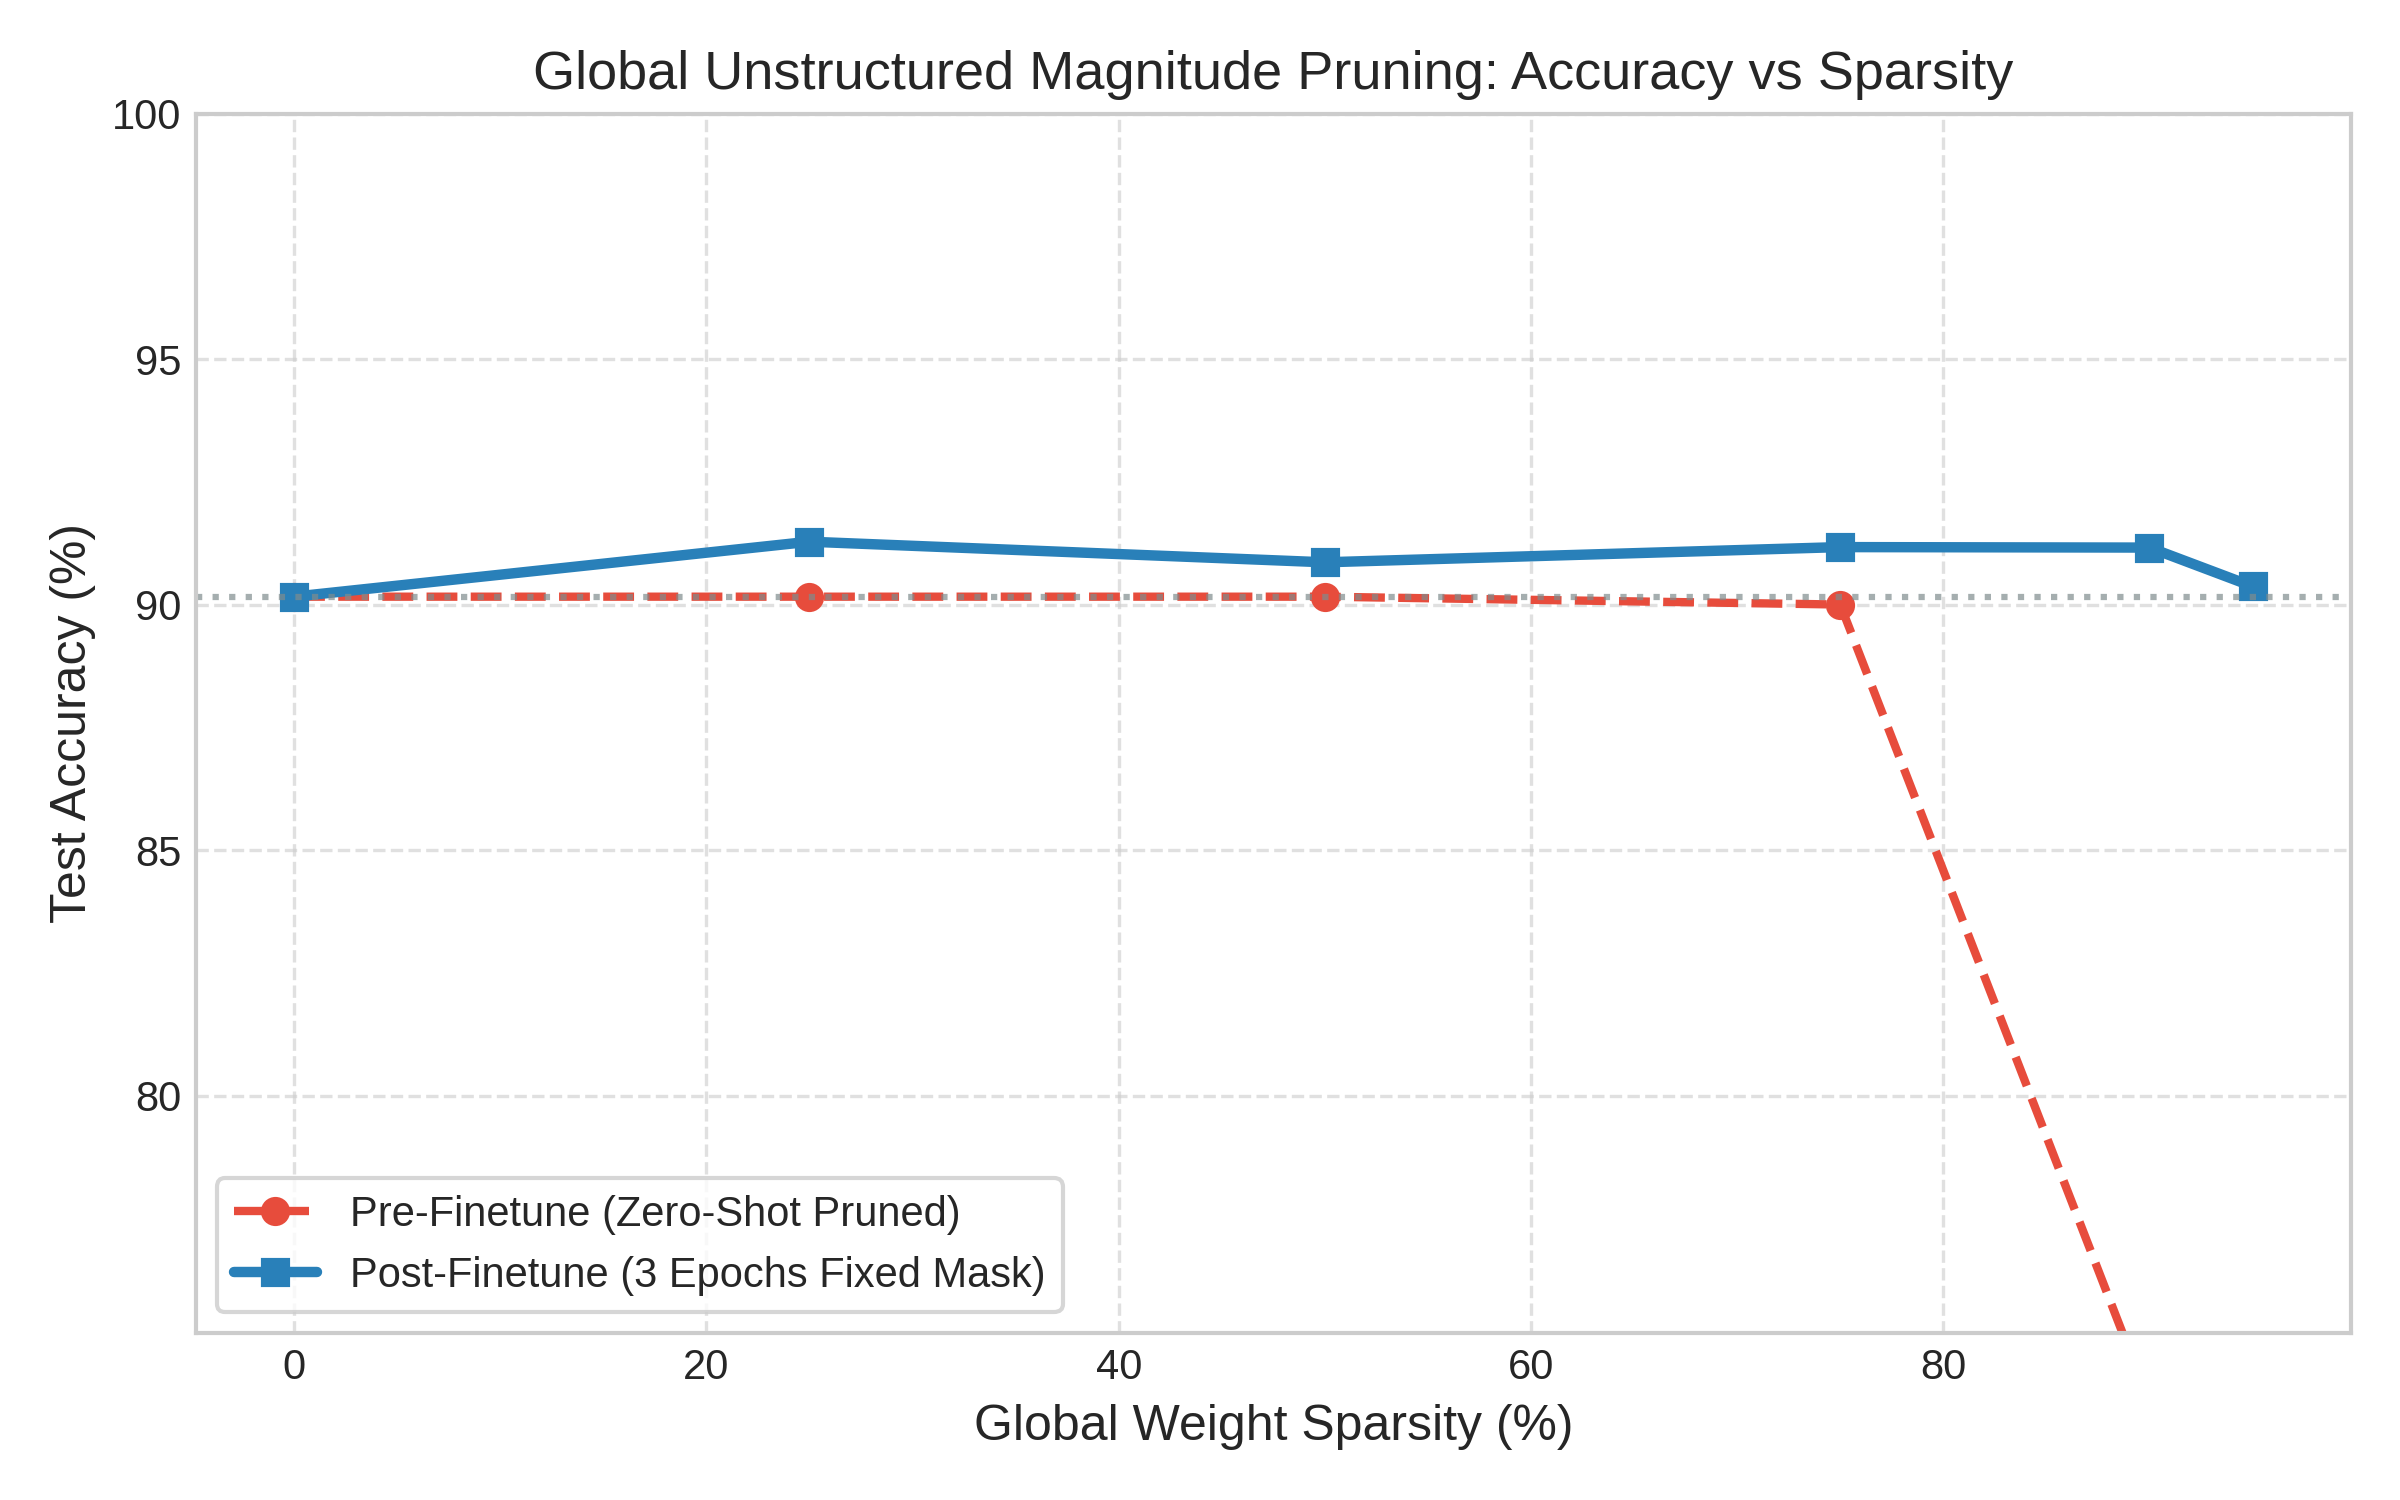 Global Unstructured Magnitude Pruning: Accuracy vs Sparsity
100
95
90
85
80
Test Accuracy (%)
Pre-Finetune (Zero-Shot Pruned)
Post-Finetune (3 Epochs Fixed Mask)
0 20 40 60 80
Global Weight Sparsity (%)